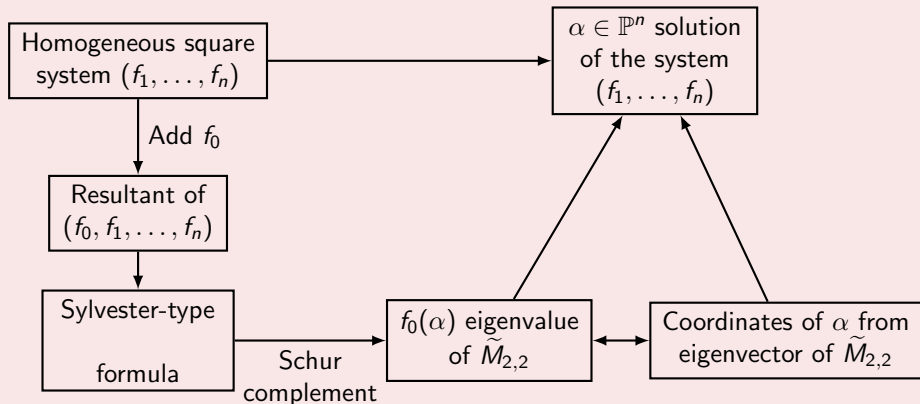 Homogeneous square
system (f₁, . . . , fₙ)
α ∈ ℙⁿ solution
of the system
(f₁, . . . , fₙ)
Add f₀
Resultant of
(f₀, f₁, . . . , fₙ)
Sylvester-type
formula
Schur
complement
f₀(α) eigenvalue
of M̃₂,₂
Coordinates of α from
eigenvector of M̃₂,₂